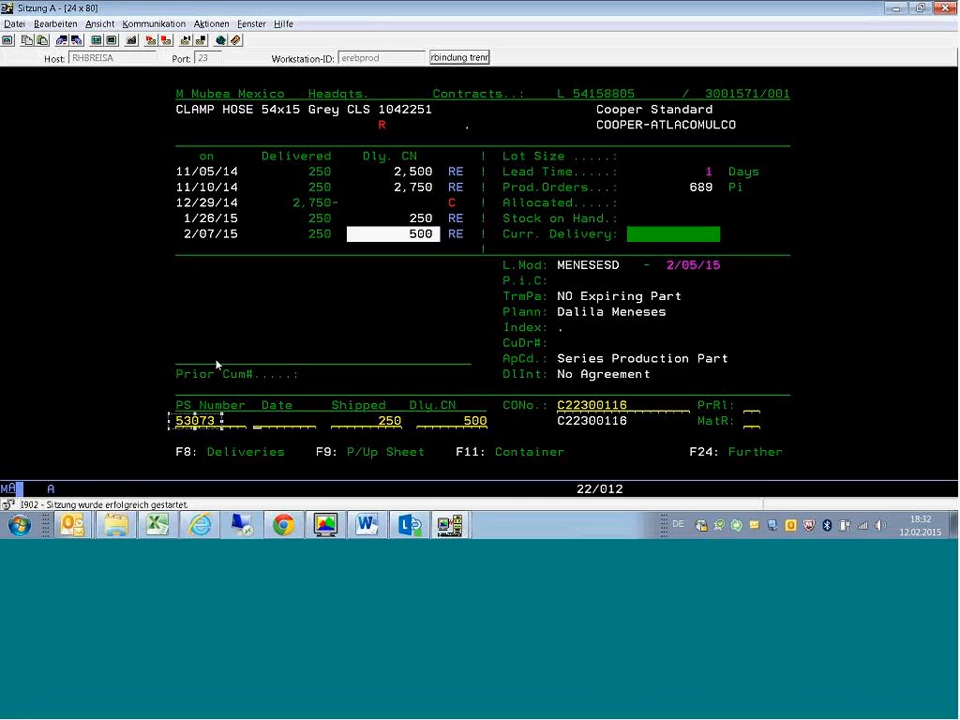 Sitzung A - [24 x 80]
Datei Bearbeiten Ansicht Kommunikation Aktionen Fenster Hilfe
Host: RHBREISA Port: 23 Workstation-ID: erebprod rbindung trenr
M Mubea Mexico Headqts. Contracts..: L 54158805 / 3001571/001
CLAMP HOSE 54x15 Grey CLS 1042251 Cooper Standard
R . COOPER-ATLACOMULCO
on Delivered Dly. CN ! Lot Size .....:
11/05/14 250 2,500 RE ! Lead Time.....: 1 Days
11/10/14 250 2,750 RE ! Prod.Orders...: 689 Pi
12/29/14 2,750- C ! Allocated.....:
1/26/15 250 250 RE ! Stock on Hand.:
2/07/15 250 500 RE ! Curr. Delivery:
!
L.Mod: MENESESD - 2/05/15
P.i.C:
TrmPa: NO Expiring Part
Plann: Dalila Meneses
Index: .
CuDr#:
ApCd.: Series Production Part
Prior Cum#.....: DlInt: No Agreement
PS Number Date Shipped Dly.CN CONo.: C22300116 PrRl:
53073 250 500 C22300116 MatR:
F8: Deliveries F9: P/Up Sheet F11: Container F24: Further
MA A 22/012
I902 - Sitzung wurde erfolgreich gestartet.
DE 18:32
12.02.2015